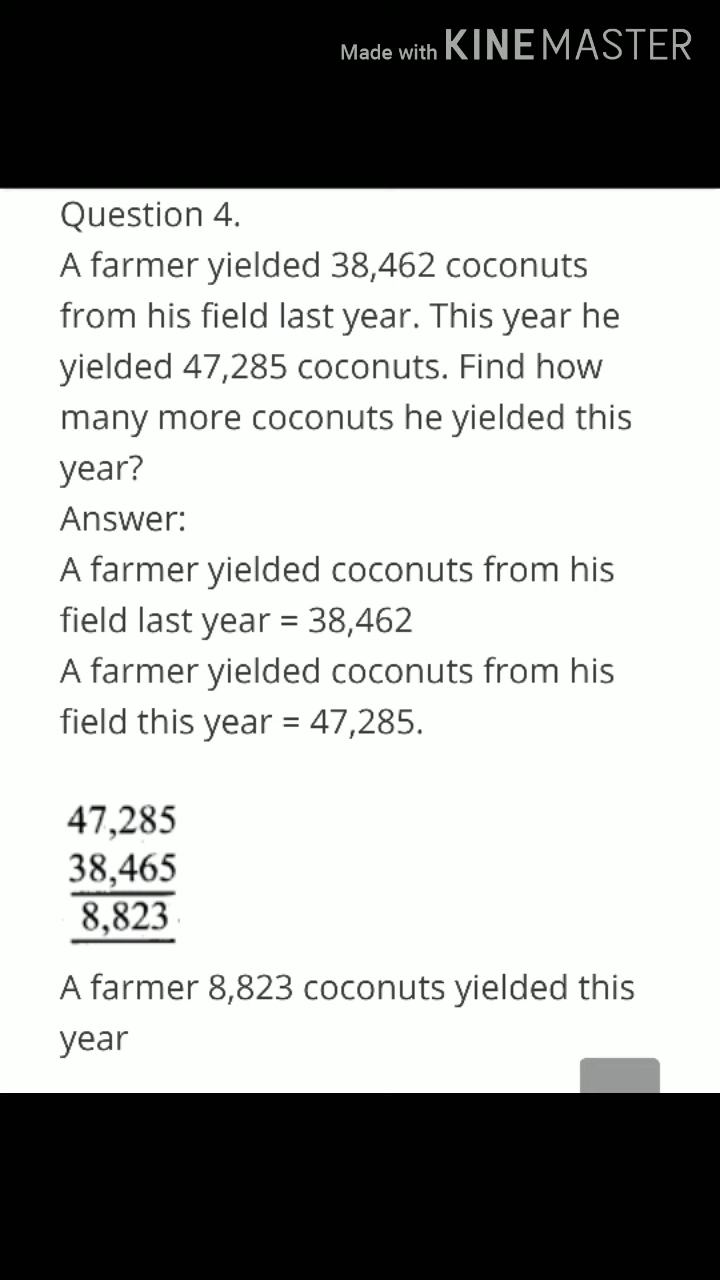 Made with KINEMASTER
Question 4.
A farmer yielded 38,462 coconuts
from his field last year. This year he
yielded 47,285 coconuts. Find how
many more coconuts he yielded this
year?
Answer:
A farmer yielded coconuts from his
field last year = 38,462
A farmer yielded coconuts from his
field this year = 47,285.
47,285
38,465
8,823
A farmer 8,823 coconuts yielded this
year